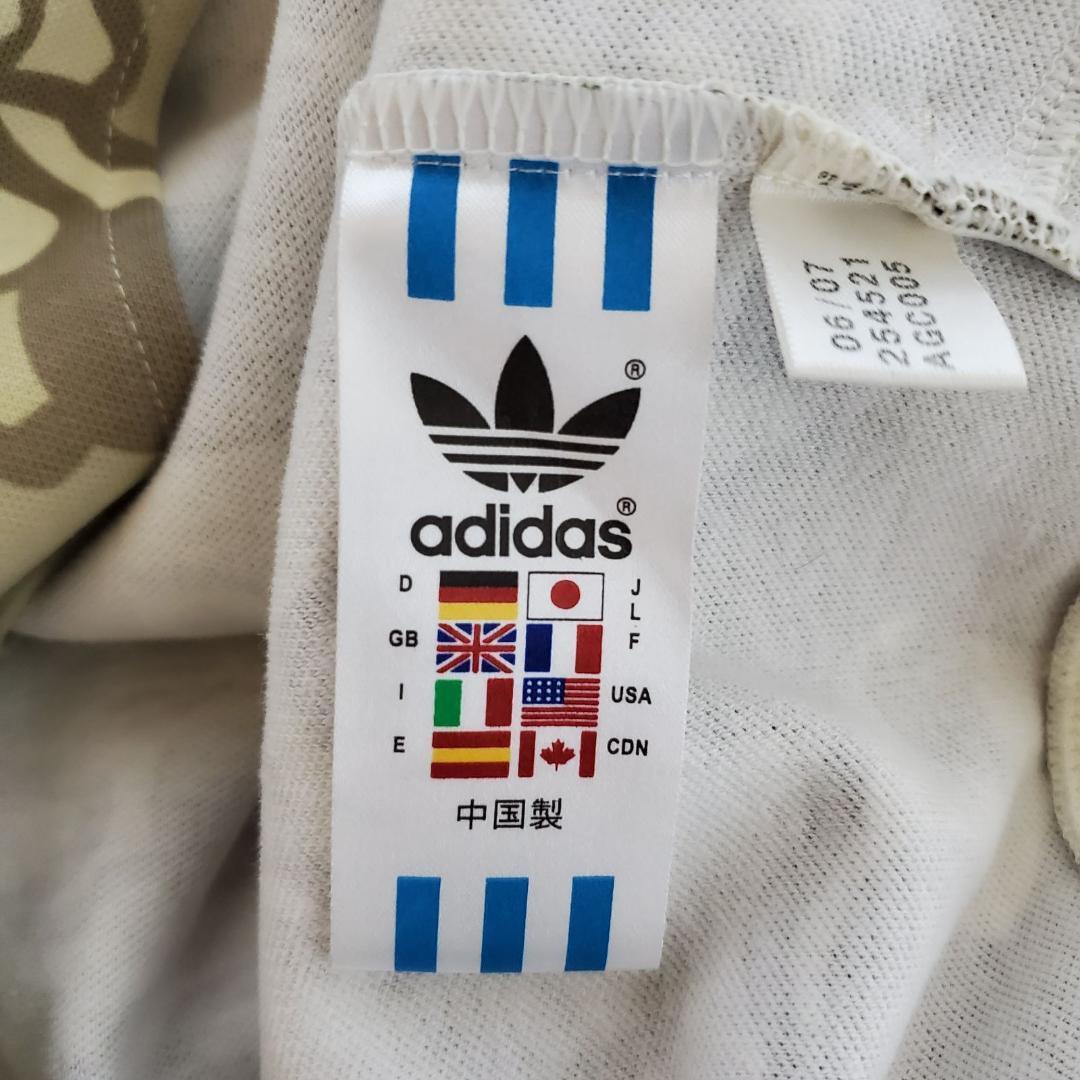 ®
adidas®
D
J
L
GB
F
I
USA
E
CDN
中国製
06/07
254521
AGC005